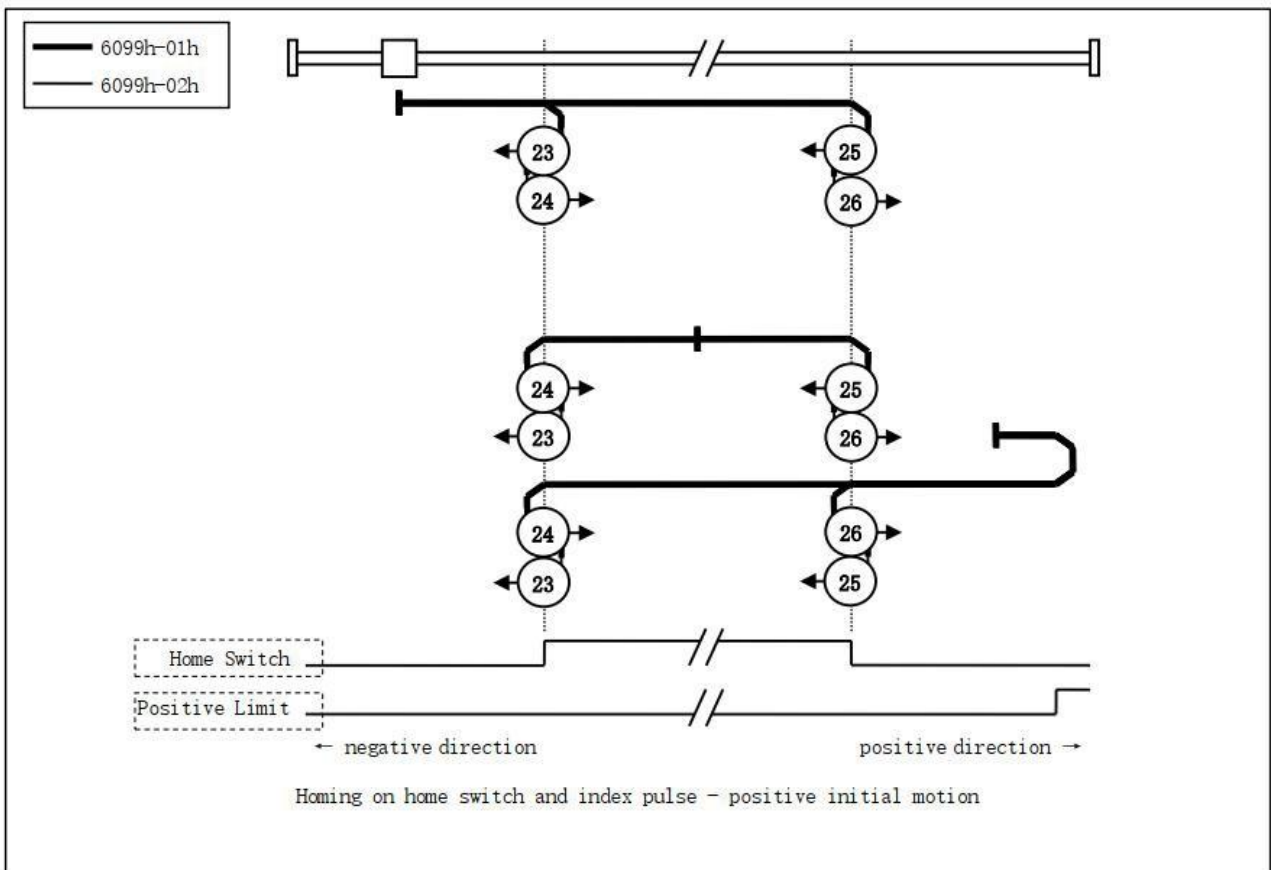 6099h-01h
6099h-02h
23
25
24
26
24
25
23
26
24
26
23
25
Home Switch
Positive Limit
← negative direction
positive direction →
Homing on home switch and index pulse - positive initial motion